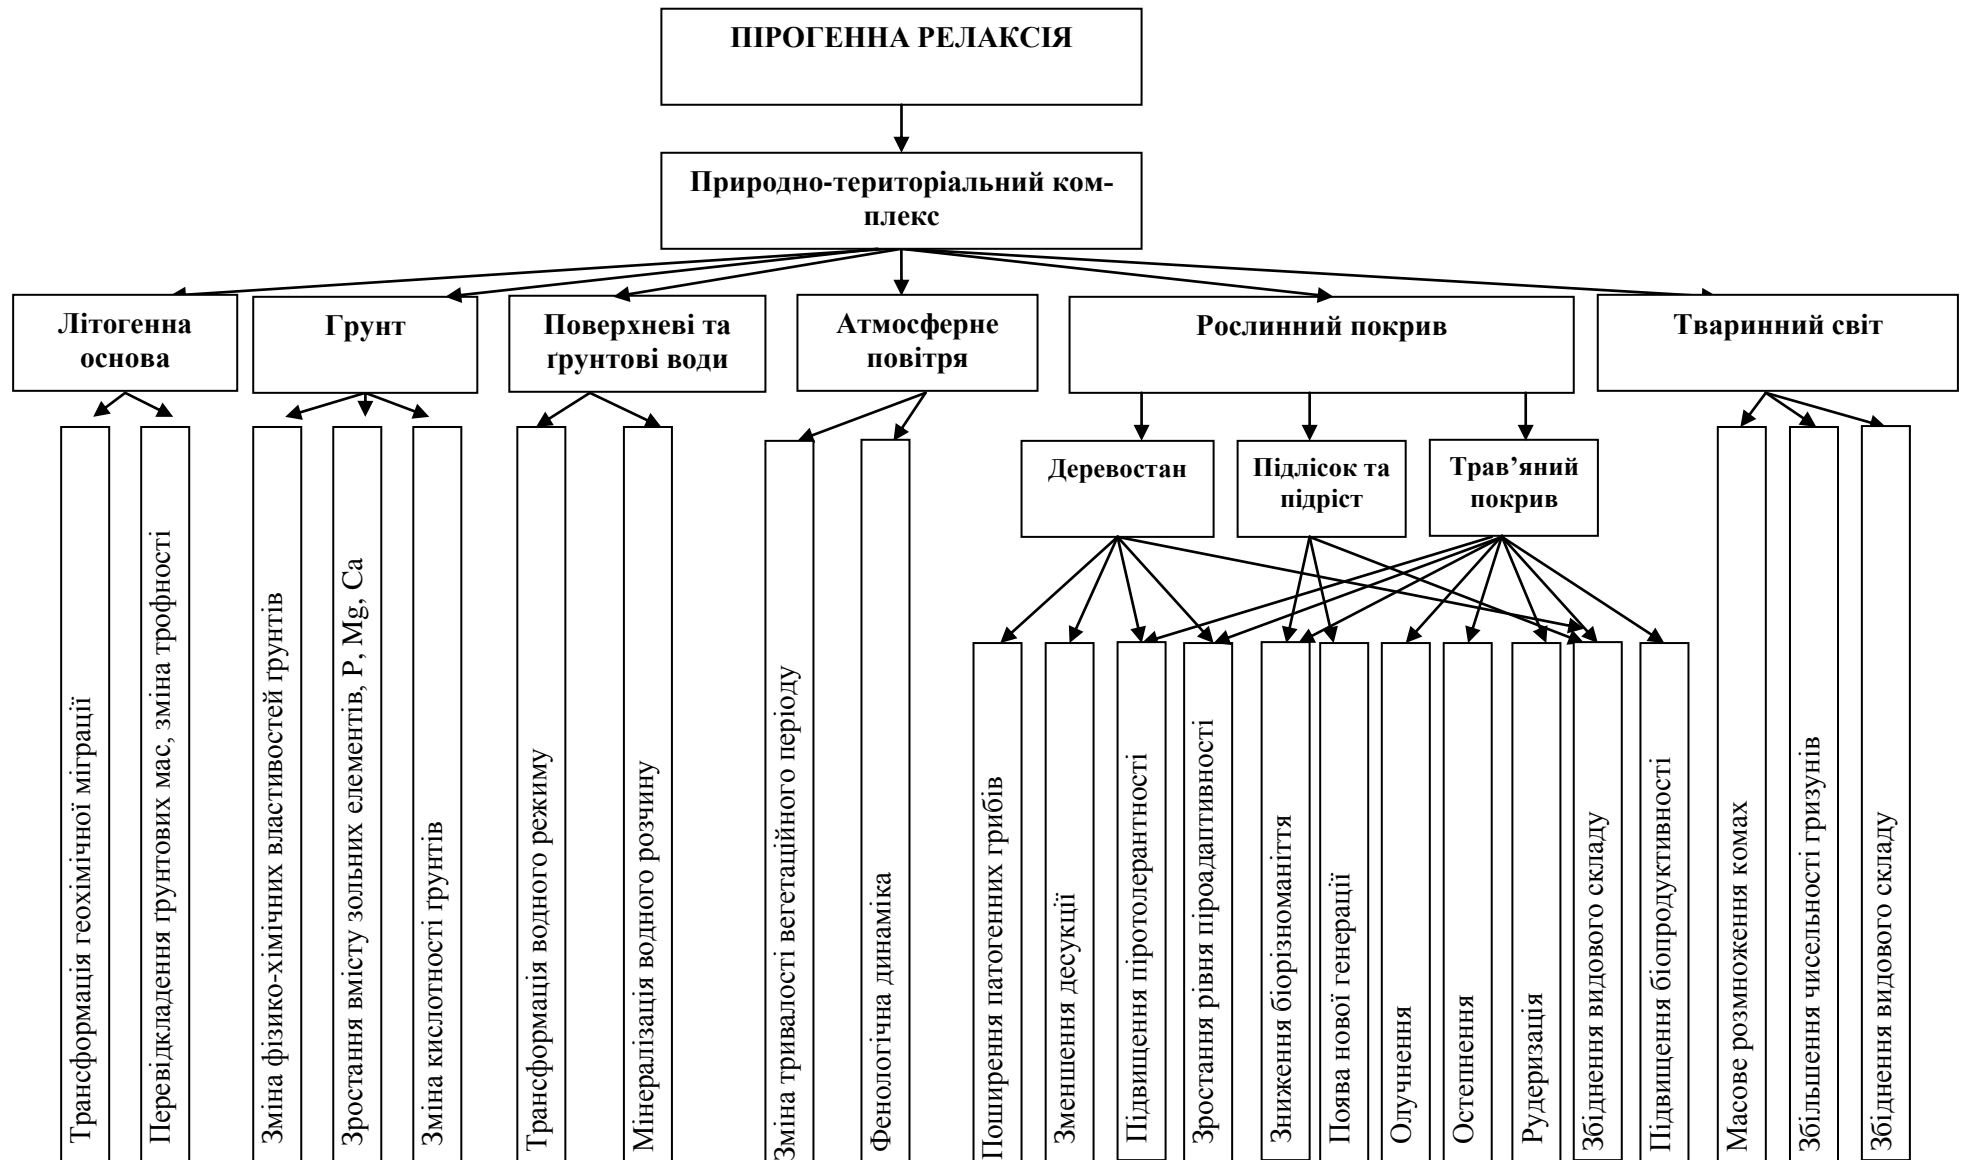 ПІРОГЕННА РЕЛАКСІЯ
Природно-територіальний ком-
плекс
Літогенна
основа
Грунт
Поверхневі та
ґрунтові води
Атмосферне
повітря
Рослинний покрив
Тваринний світ
Деревостан
Підлісок та
підріст
Трав’яний
покрив
Трансформація геохімічної міграції
Перевідкладення ґрунтових мас, зміна трофності
Зміна фізико-хімічних властивостей ґрунтів
Зростання вмісту зольних елементів, P, Mg, Ca
Зміна кислотності ґрунтів
Трансформація водного режиму
Мінералізація водного розчину
Зміна тривалості вегетаційного періоду
Фенологічна динаміка
Поширення патогенних грибів
Зменшення десукції
Підвищення піротолерантності
Зростання рівня піроадаптивності
Зниження біорізноманіття
Поява нової генерації
Олучнення
Остепнення
Рудеризація
Збіднення видового складу
Підвищення біопродуктивності
Масове розмноження комах
Збільшення чисельності гризунів
Збіднення видового складу